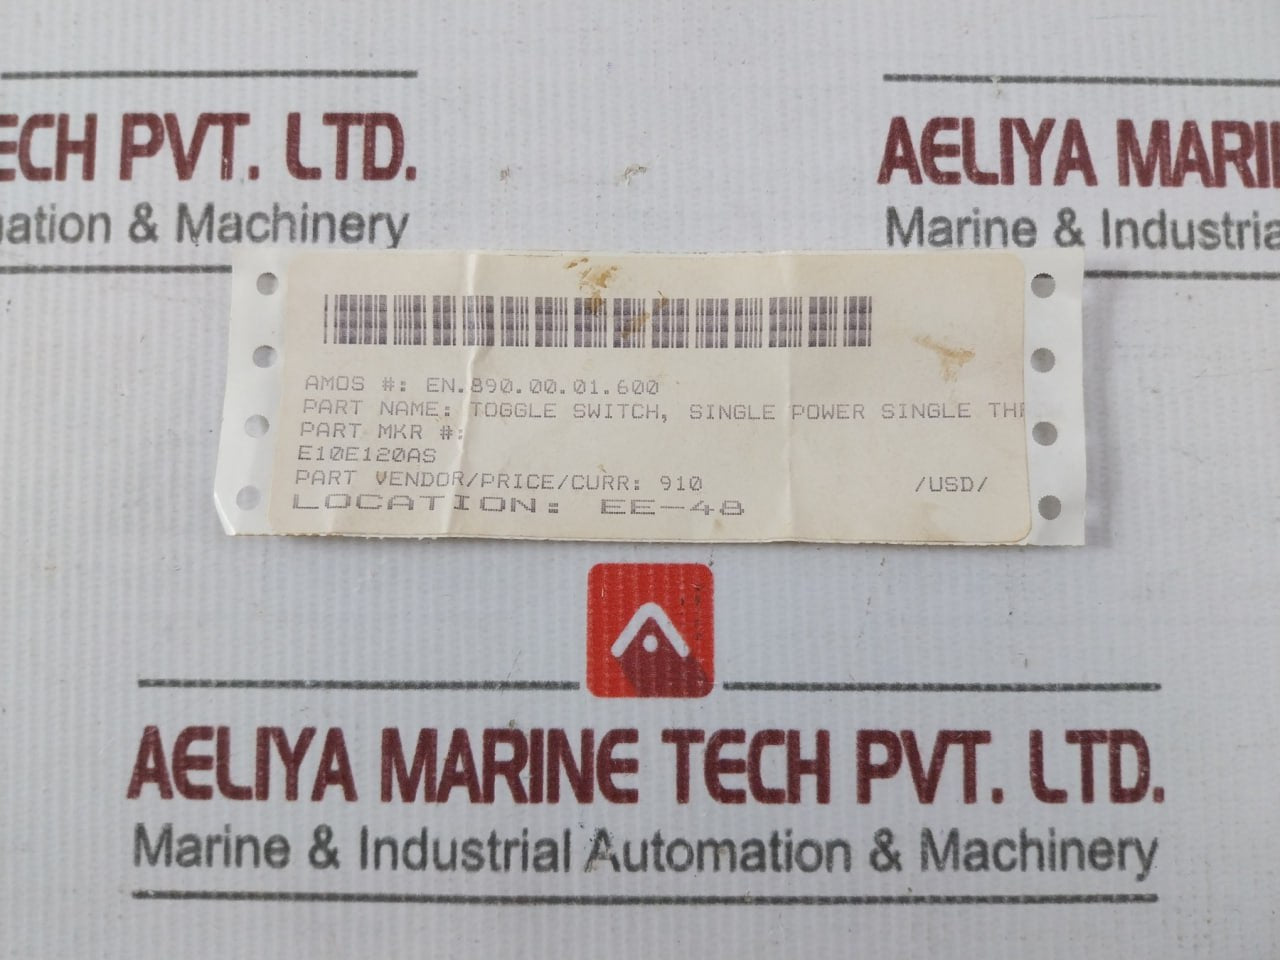 ECH PVT. LTD.
& Machinery
AELIYA MARI
Marine & Industria
AMOS #: EN.890.00.01.600
PART NAME: TOGGLE SWITCH, SINGLE POWER SINGLE TH
PART MKR #:
E10E120AS
PART VENDOR/PRICE/CURR: 910 /USD/
LOCATION: EE-48
AELIYA MARINE TECH PVT. LTD.
Marine & Industrial Automation & Machinery